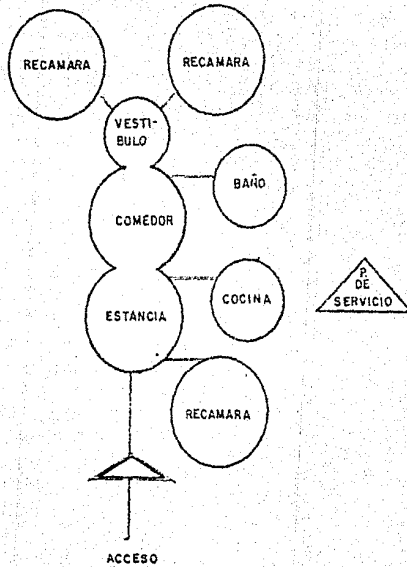 RECAMARA
RECAMARA
VESTI-
BULO
BAÑO
COMEDOR
P.
DE
SERVICIO
COCINA
ESTANCIA
RECAMARA
ACCESO